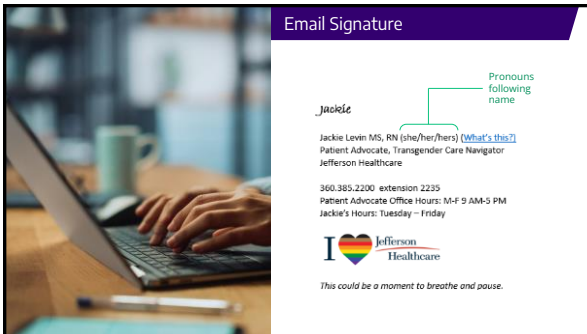 Email Signature
Pronouns
following
name
Jackie
Jackie Levin MS, RN (she/her/hers) (What's this?)
Patient Advocate, Transgender Care Navigator
Jefferson Healthcare
360.385.2200 extension 2235
Patient Advocate Office Hours: M-F 9 AM-5 PM
Jackie's Hours: Tuesday – Friday
I Jefferson
Healthcare
This could be a moment to breathe and pause.